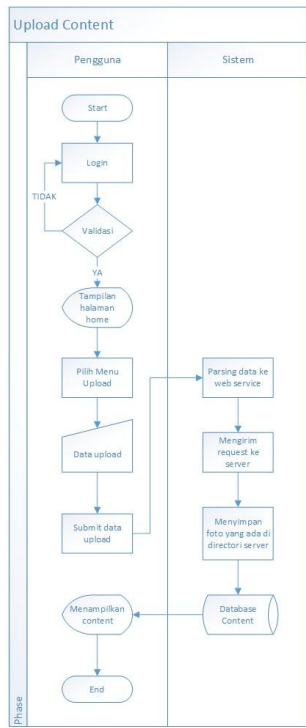 Upload Content
Pengguna
Sistem
Start
Login
TIDAK
Validasi
YA
Tampilan
halaman
home
Pilih Menu
Upload
Data upload
Submit data
upload
Parsing data ke
web service
Mengirim
request ke
server
Menyimpan
foto yang ada di
directori server
Database
Content
Menampilkan
content
End
Phase